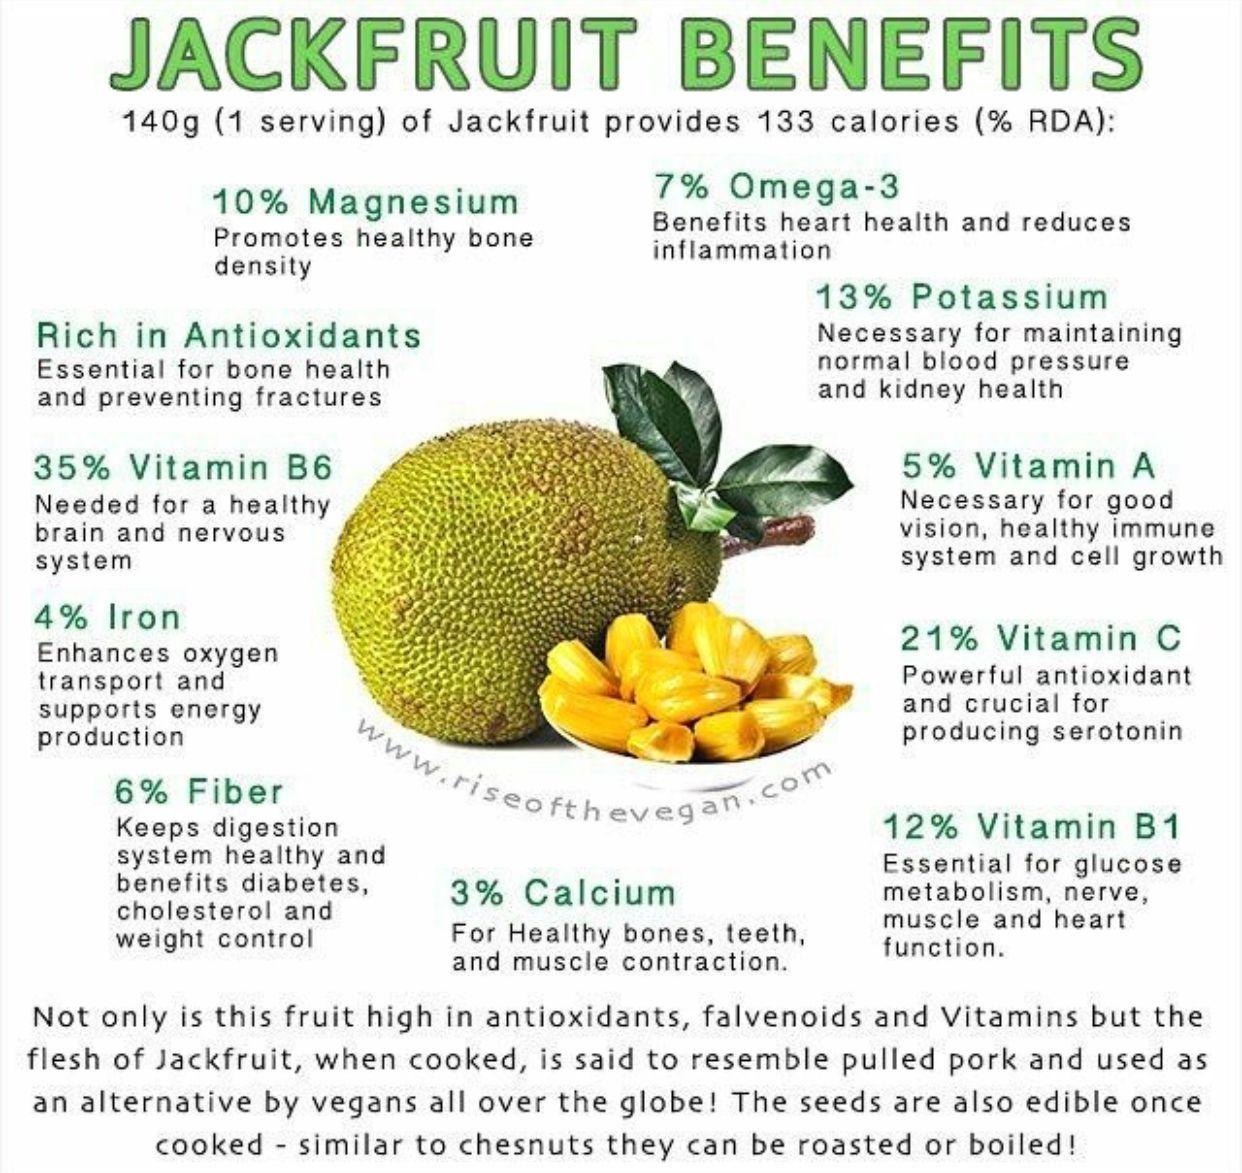 JACKFRUIT BENEFITS
140g (1 serving) of Jackfruit provides 133 calories (% RDA):
10% Magnesium
Promotes healthy bone
density
7% Omega-3
Benefits heart health and reduces
inflammation
13% Potassium
Necessary for maintaining
normal blood pressure
and kidney health
Rich in Antioxidants
Essential for bone health
and preventing fractures
35% Vitamin B6
Needed for a healthy
brain and nervous
system
5% Vitamin A
Necessary for good
vision, healthy immune
system and cell growth
4% Iron
Enhances oxygen
transport and
supports energy
production
21% Vitamin C
Powerful antioxidant
and crucial for
producing serotonin
www.riseofthevegan.com
6% Fiber
Keeps digestion
system healthy and
benefits diabetes,
cholesterol and
weight control
3% Calcium
For Healthy bones, teeth,
and muscle contraction.
12% Vitamin B1
Essential for glucose
metabolism, nerve,
muscle and heart
function.
Not only is this fruit high in antioxidants, falvenoids and Vitamins but the
flesh of Jackfruit, when cooked, is said to resemble pulled pork and used as
an alternative by vegans all over the globe! The seeds are also edible once
cooked - similar to chesnuts they can be roasted or boiled!